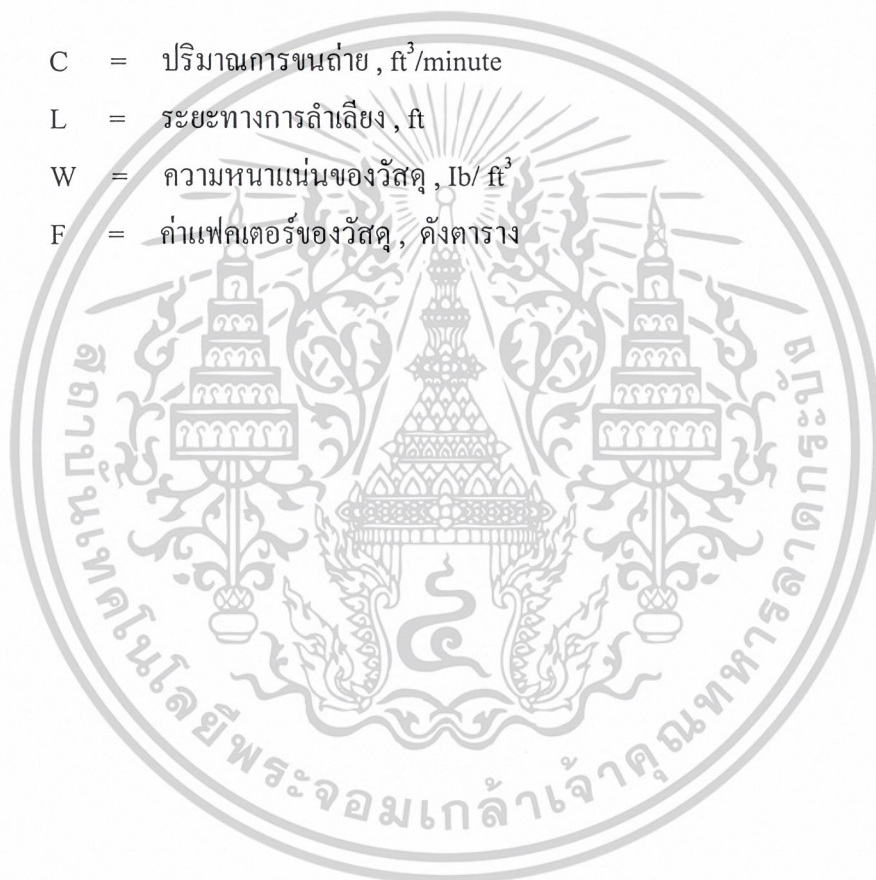 C = ปริมาณการขนถ่าย , ft³/minute
L = ระยะทางการลำเลียง , ft
W = ความหนาแน่นของวัสดุ , Ib/ ft³
F = ค่าแฟคเตอร์ของวัสดุ , ดังตาราง
สถาบันเทคโนโลยีพระจอมเกล้าเจ้าคุณทหารลาดกระบัง